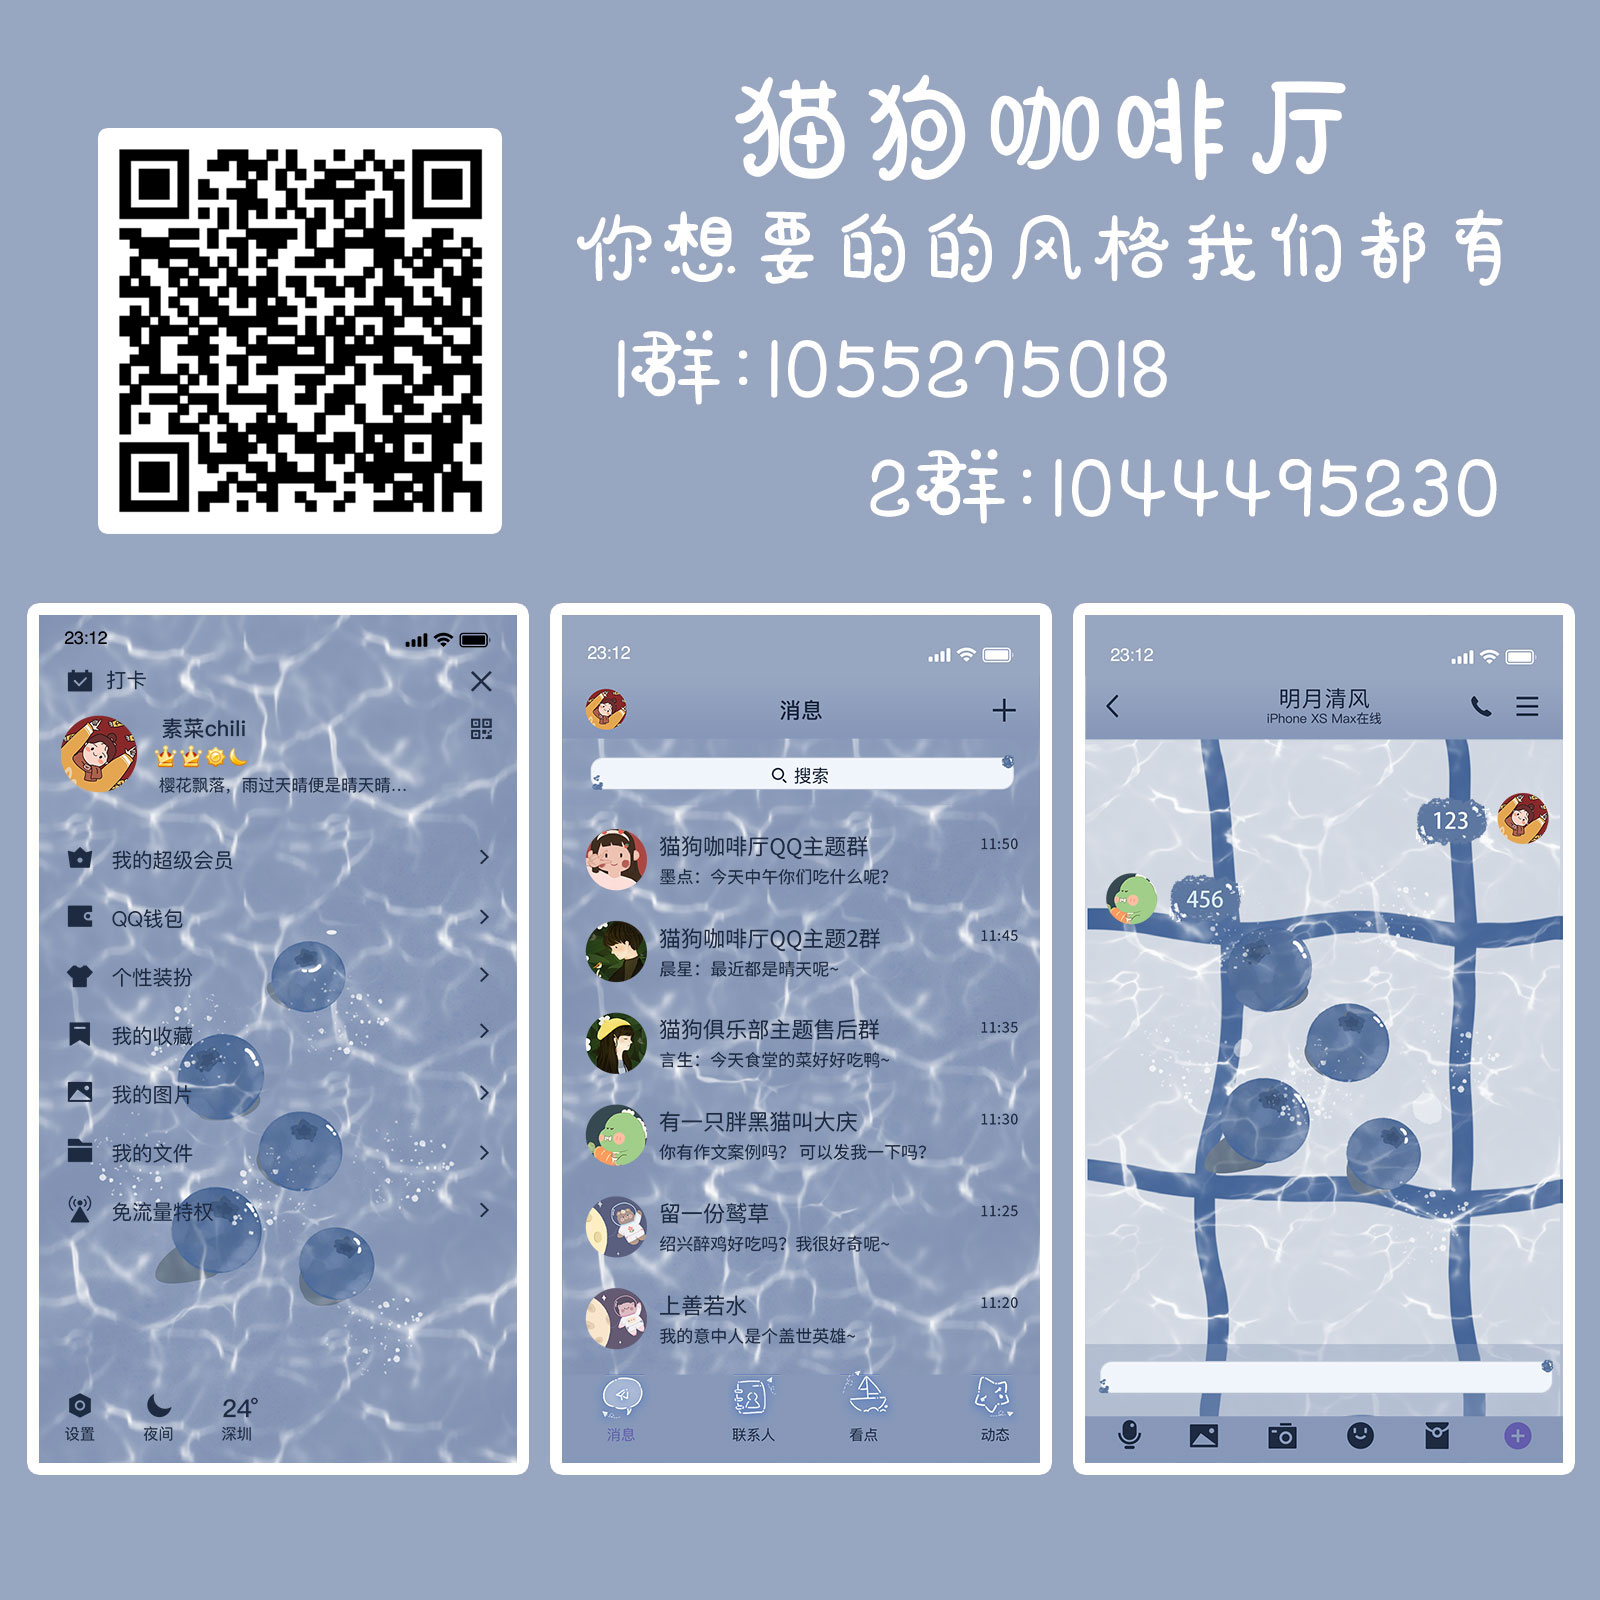 猫狗咖啡厅
你想要的的风格我们都有
1群:1055275018
2群:1044495230
23:12
打卡
素菜chili
樱花飘落，雨过天晴便是晴天晴...
我的超级会员
QQ钱包
个性装扮
我的收藏
我的图片
我的文件
免流量特权
24°
设置 夜间 深圳
23:12
消息
搜索
猫狗咖啡厅QQ主题群 11:50
墨点：今天中午你们吃什么呢？
猫狗咖啡厅QQ主题2群 11:45
晨星：最近都是晴天呢~
猫狗俱乐部主题售后群 11:35
言生：今天食堂的菜好好吃鸭~
有一只胖黑猫叫大庆 11:30
你有作文案例吗？ 可以发我一下吗？
留一份鹫草 11:25
绍兴醉鸡好吃吗？我很好奇呢~
上善若水 11:20
我的意中人是个盖世英雄~
消息 联系人 看点 动态
23:12
明月清风
iPhone XS Max在线
123
456